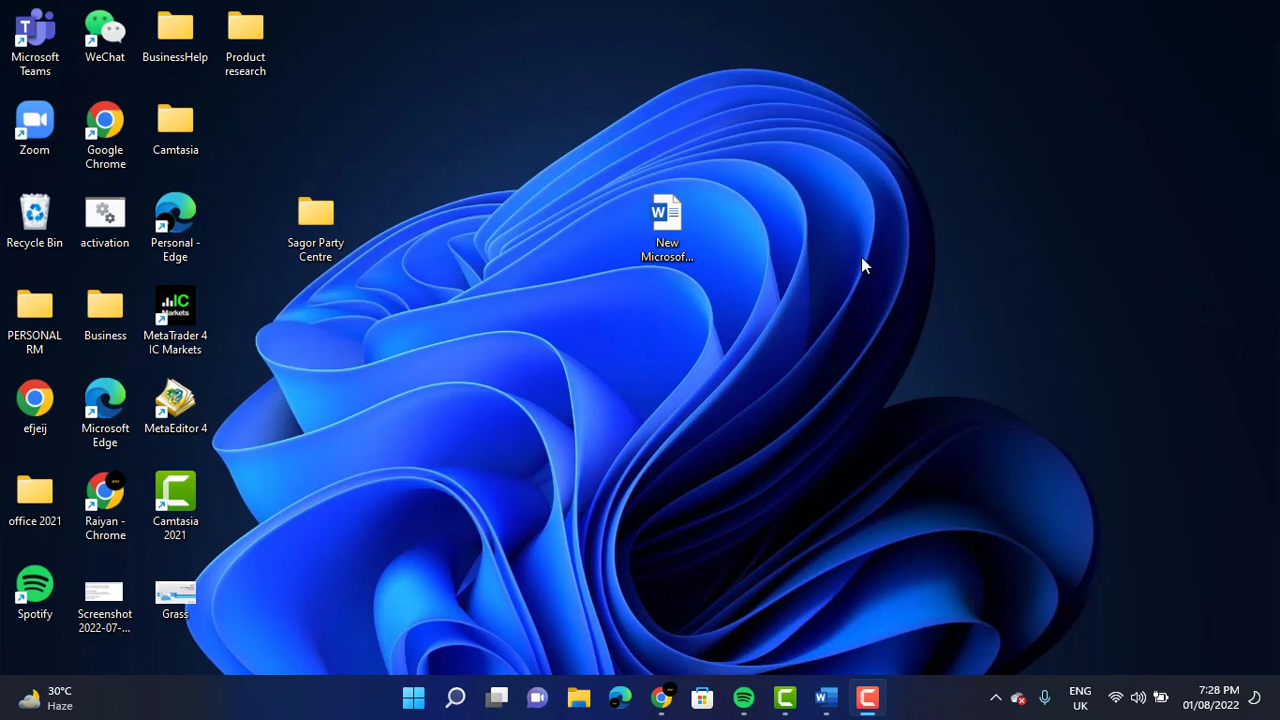 Microsoft
Teams
WeChat
BusinessHelp
Product
research
Zoom
Google
Chrome
Camtasia
Recycle Bin
activation
Personal -
Edge
Sagor Party
Centre
W
New
Microsof...
PERSONAL
RM
Business
IC
Markets
MetaTrader 4
IC Markets
efjeij
Microsoft
Edge
MetaEditor 4
office 2021
Raiyan -
Chrome
Camtasia
2021
Spotify
Screenshot
2022-07-...
Grass
30°C
Haze
ENG
UK
7:28 PM
01/08/2022